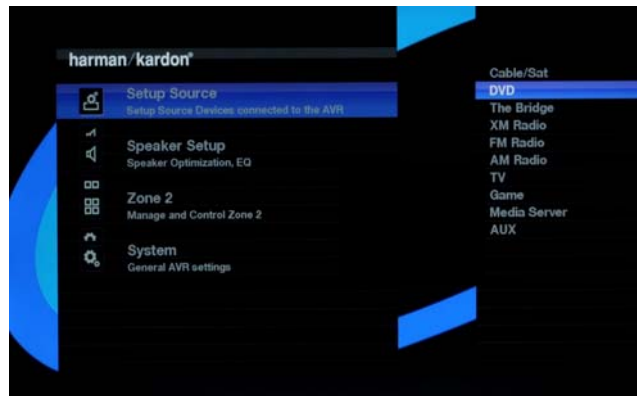 harman/kardon®
Setup Source
Setup Source Devices connected to the AVR
Speaker Setup
Speaker Optimization, EQ
Zone 2
Manage and Control Zone 2
System
General AVR settings
Cable/Sat
DVD
The Bridge
XM Radio
FM Radio
AM Radio
TV
Game
Media Server
AUX